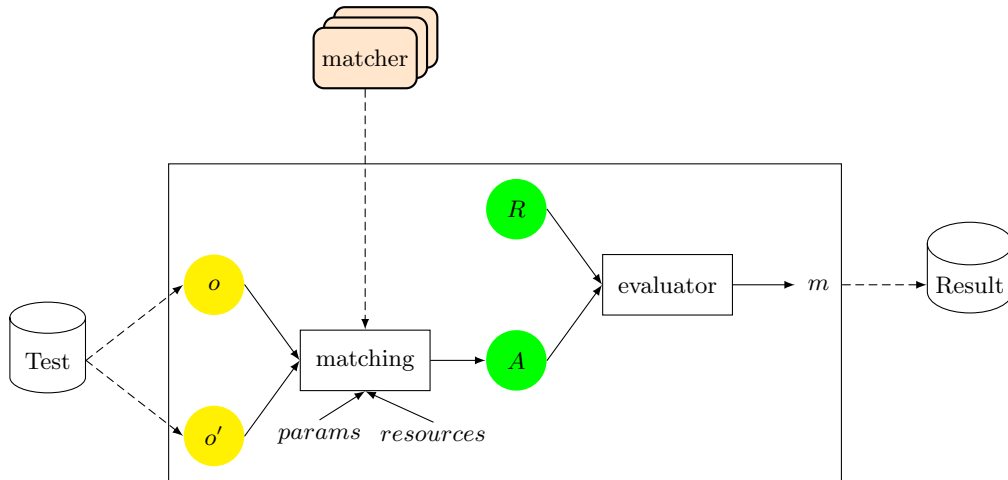 matcher
R
o
evaluator
m
Result
Test
matching
A
params
resources
o′